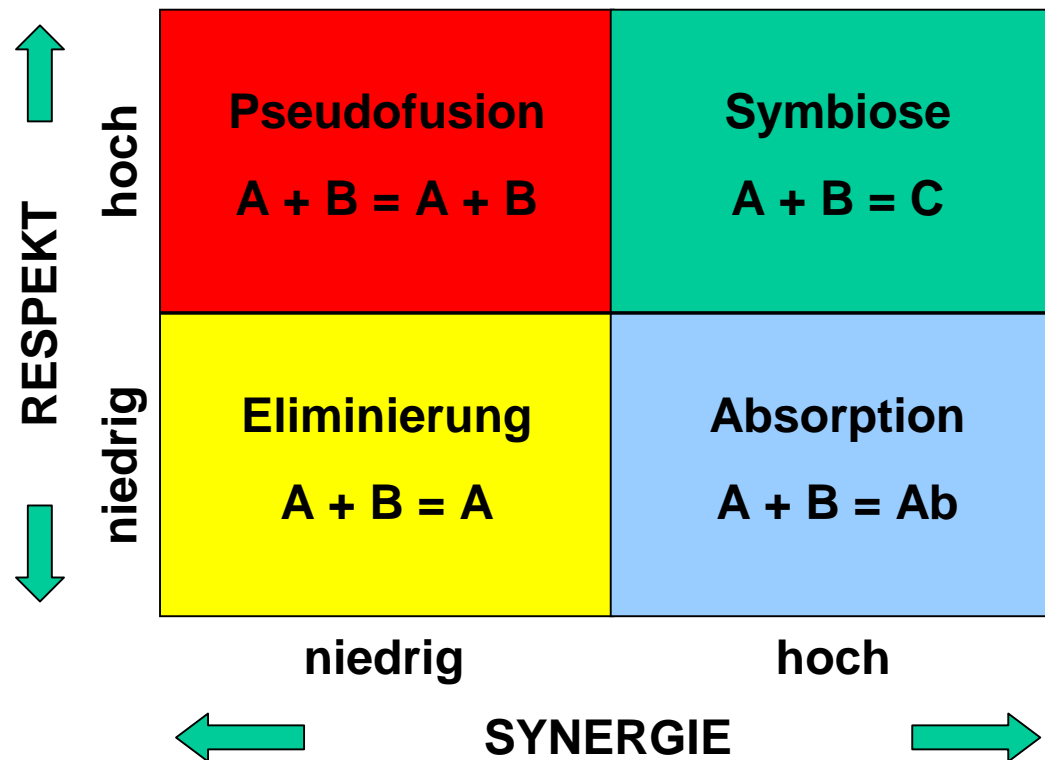 RESPEKT
hoch
Pseudofusion
A + B = A + B
Symbiose
A + B = C
niedrig
Eliminierung
A + B = A
Absorption
A + B = Ab
niedrig
hoch
SYNERGIE